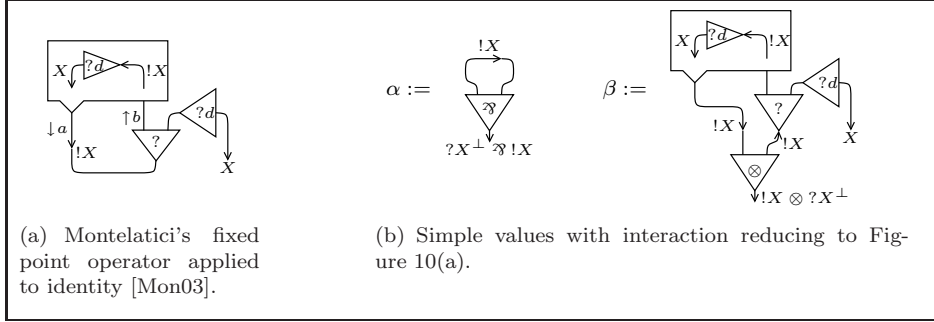 X ?d !X
↓a ↑b ?d
!X ?
X
(a) Montelatici's fixed
point operator applied
to identity [Mon03].
!X
α :=
⅋
?X⊥ ⅋ !X
X ?d !X
β :=
?d
?
!X !X X
⊗
!X ⊗ ?X⊥
(b) Simple values with interaction reducing to Fig-
ure 10(a).